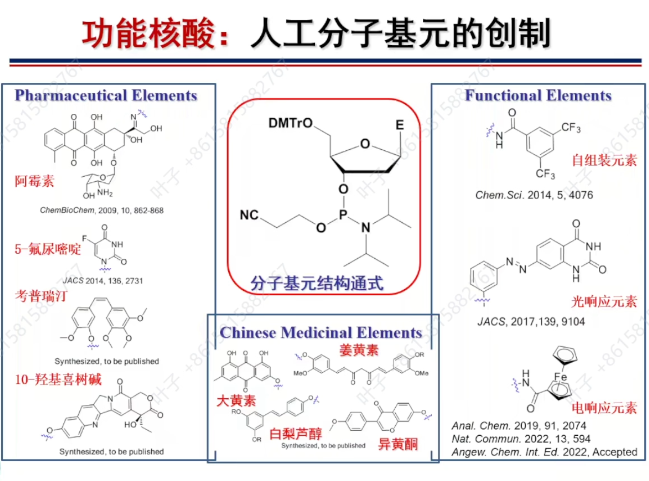 功能核酸：人工分子基元的创制
Pharmaceutical Elements
阿霉素
ChemBioChem, 2009, 10, 862-868
5-氟尿嘧啶
JACS 2014, 136, 2731
考普瑞汀
Synthesized, to be published
10-羟基喜树碱
Synthesized, to be published
DMTrO
E
O
O
NC
O
P
N
分子基元结构通式
Chinese Medicinal Elements
姜黄素
大黄素
白梨芦醇
Synthesized, to be published
异黄酮
Functional Elements
CF3
N
H
O
CF3
自组装元素
Chem.Sci. 2014, 5, 4076
O
NH
N
H
O
N
N
光响应元素
JACS, 2017,139, 9104
Fe
O
N
H
电响应元素
Anal. Chem. 2019, 91, 2074
Nat. Commun. 2022, 13, 594
Angew. Chem. Int. Ed. 2022, Accepted